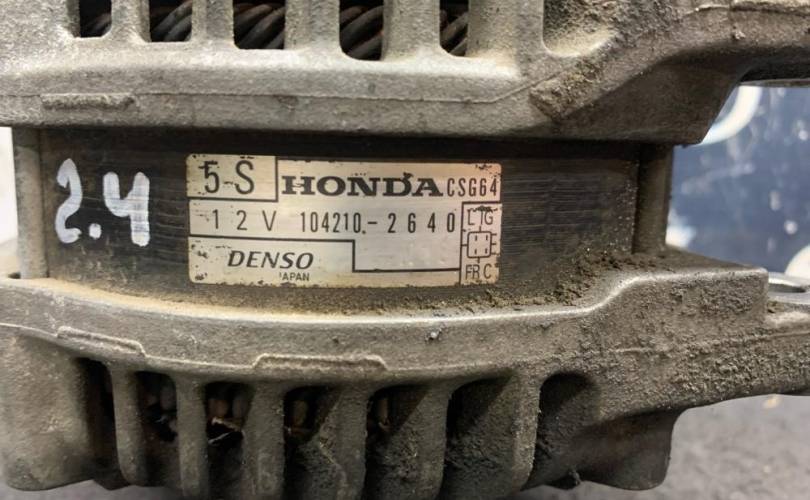 2.4
5-S HONDA CSG64
12V 104210-2640
L IG
DENSO
JAPAN
FR C